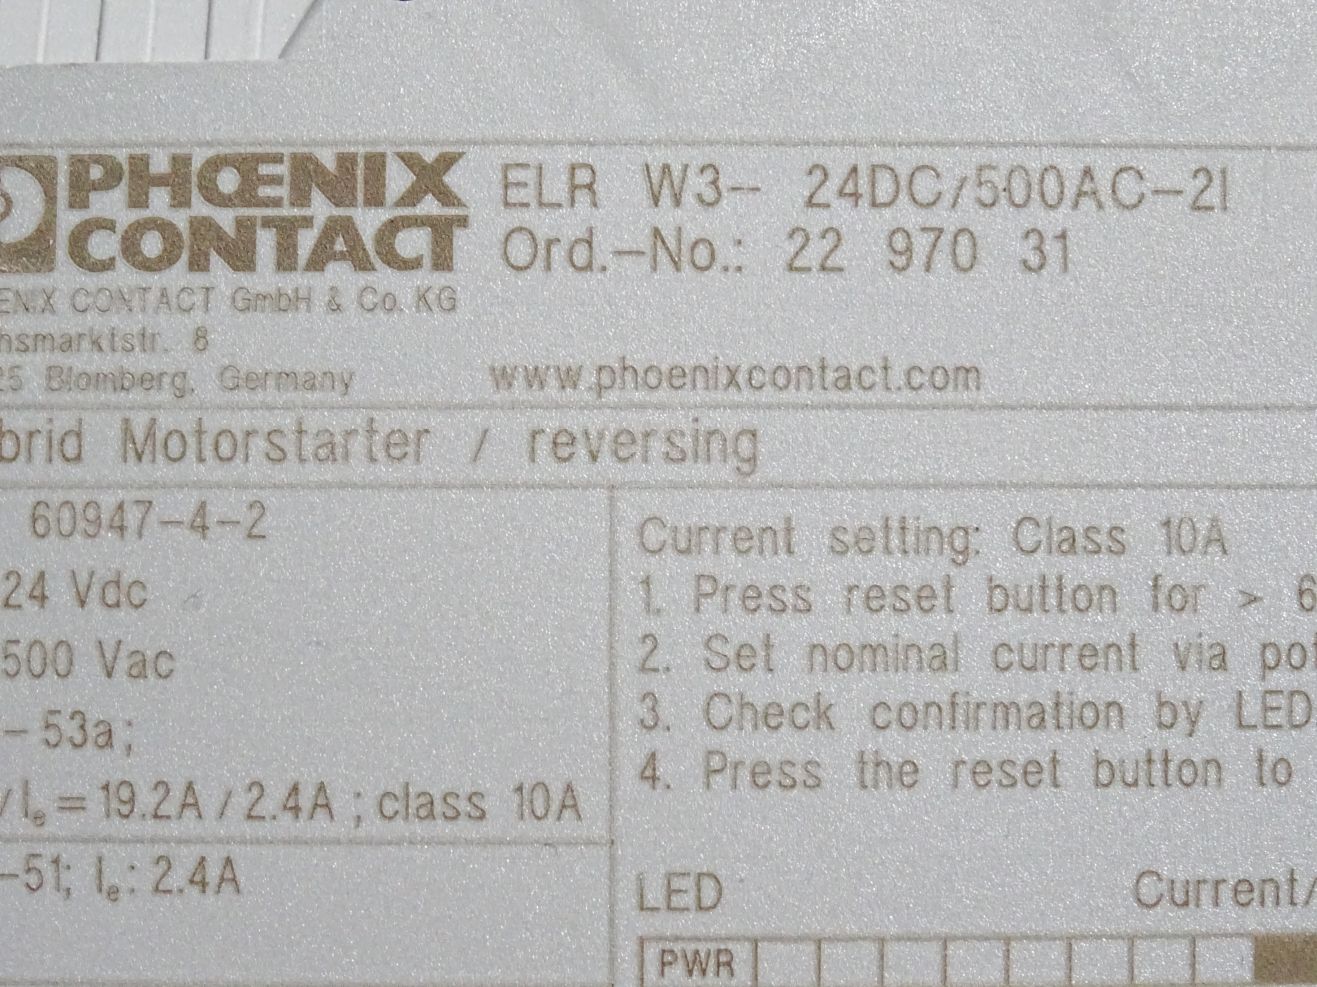 PHŒNIX
CONTACT
ELR W3- 24DC/500AC-2I
Ord.-No.: 22 970 31
ENIX CONTACT GmbH & Co. KG
hsmarktstr. 8
25 Blomberg, Germany
www.phoenixcontact.com
brid Motorstarter / reversing
60947-4-2
24 Vdc
500 Vac
-53a;
/Ie=19.2A/2.4A; class 10A
-51; Ie: 2.4A
Current setting: Class 10A
1. Press reset button for > 6
2. Set nominal current via pot
3. Check confirmation by LED
4. Press the reset button to
LED Current/
PWR